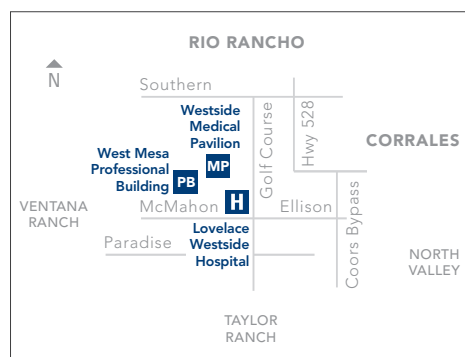 RIO RANCHO
N
Southern
Westside
Medical
Pavilion
MP
Golf Course
Hwy 528
CORRALES
West Mesa
Professional
Building
PB
H
VENTANA
RANCH
McMahon
Ellison
Coors Bypass
Paradise
Lovelace
Westside
Hospital
NORTH
VALLEY
TAYLOR
RANCH